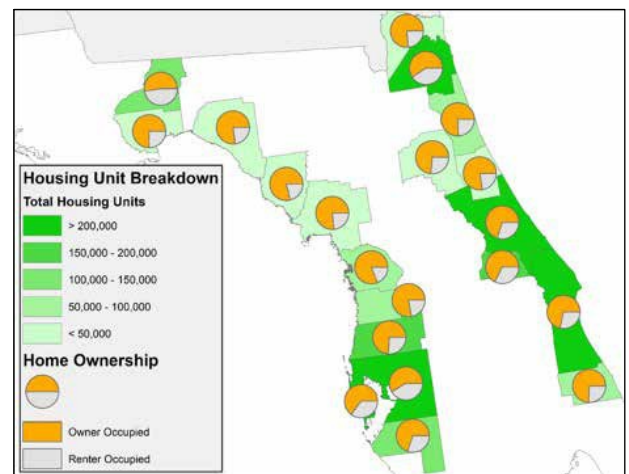 Housing Unit Breakdown
Total Housing Units
> 200,000
150,000 - 200,000
100,000 - 150,000
50,000 - 100,000
< 50,000
Home Ownership
Owner Occupied
Renter Occupied